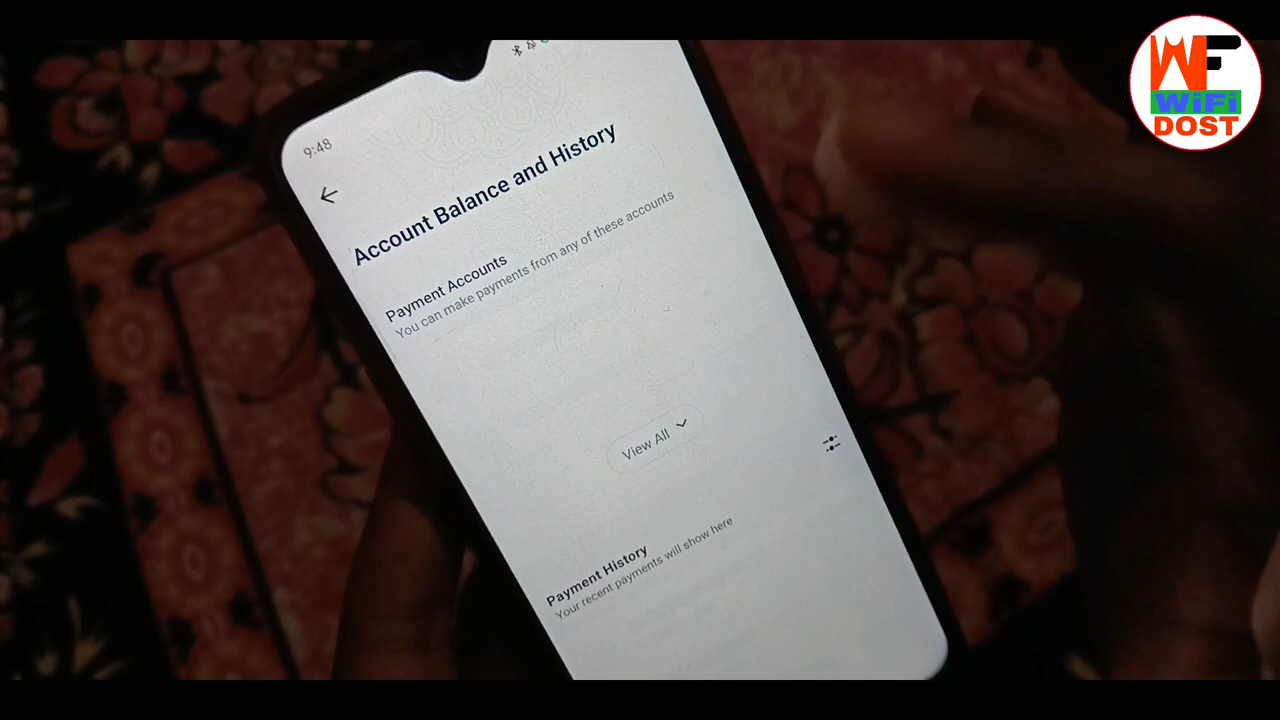 WF
WiFi
DOST
9:48
Account Balance and History
Payment Accounts
You can make payments from any of these accounts
View All
Payment History
Your recent payments will show here